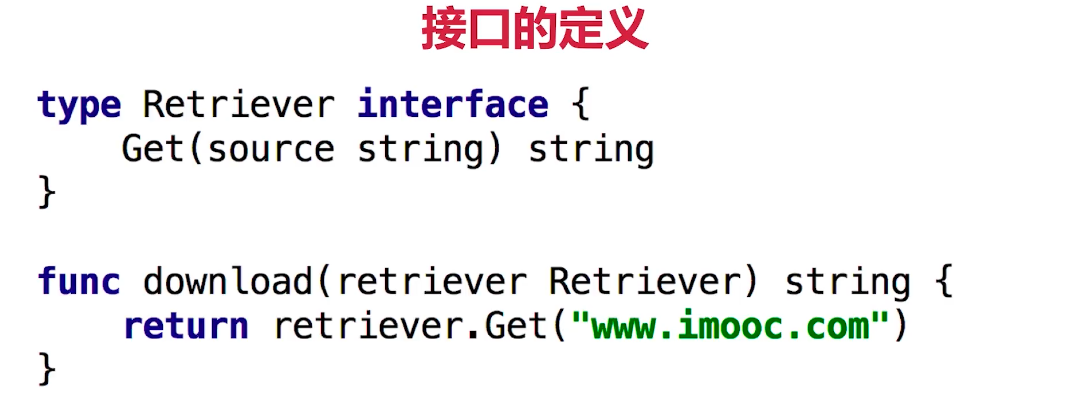 接口的定义
type Retriever interface {
    Get(source string) string
}
func download(retriever Retriever) string {
    return retriever.Get("www.imooc.com")
}